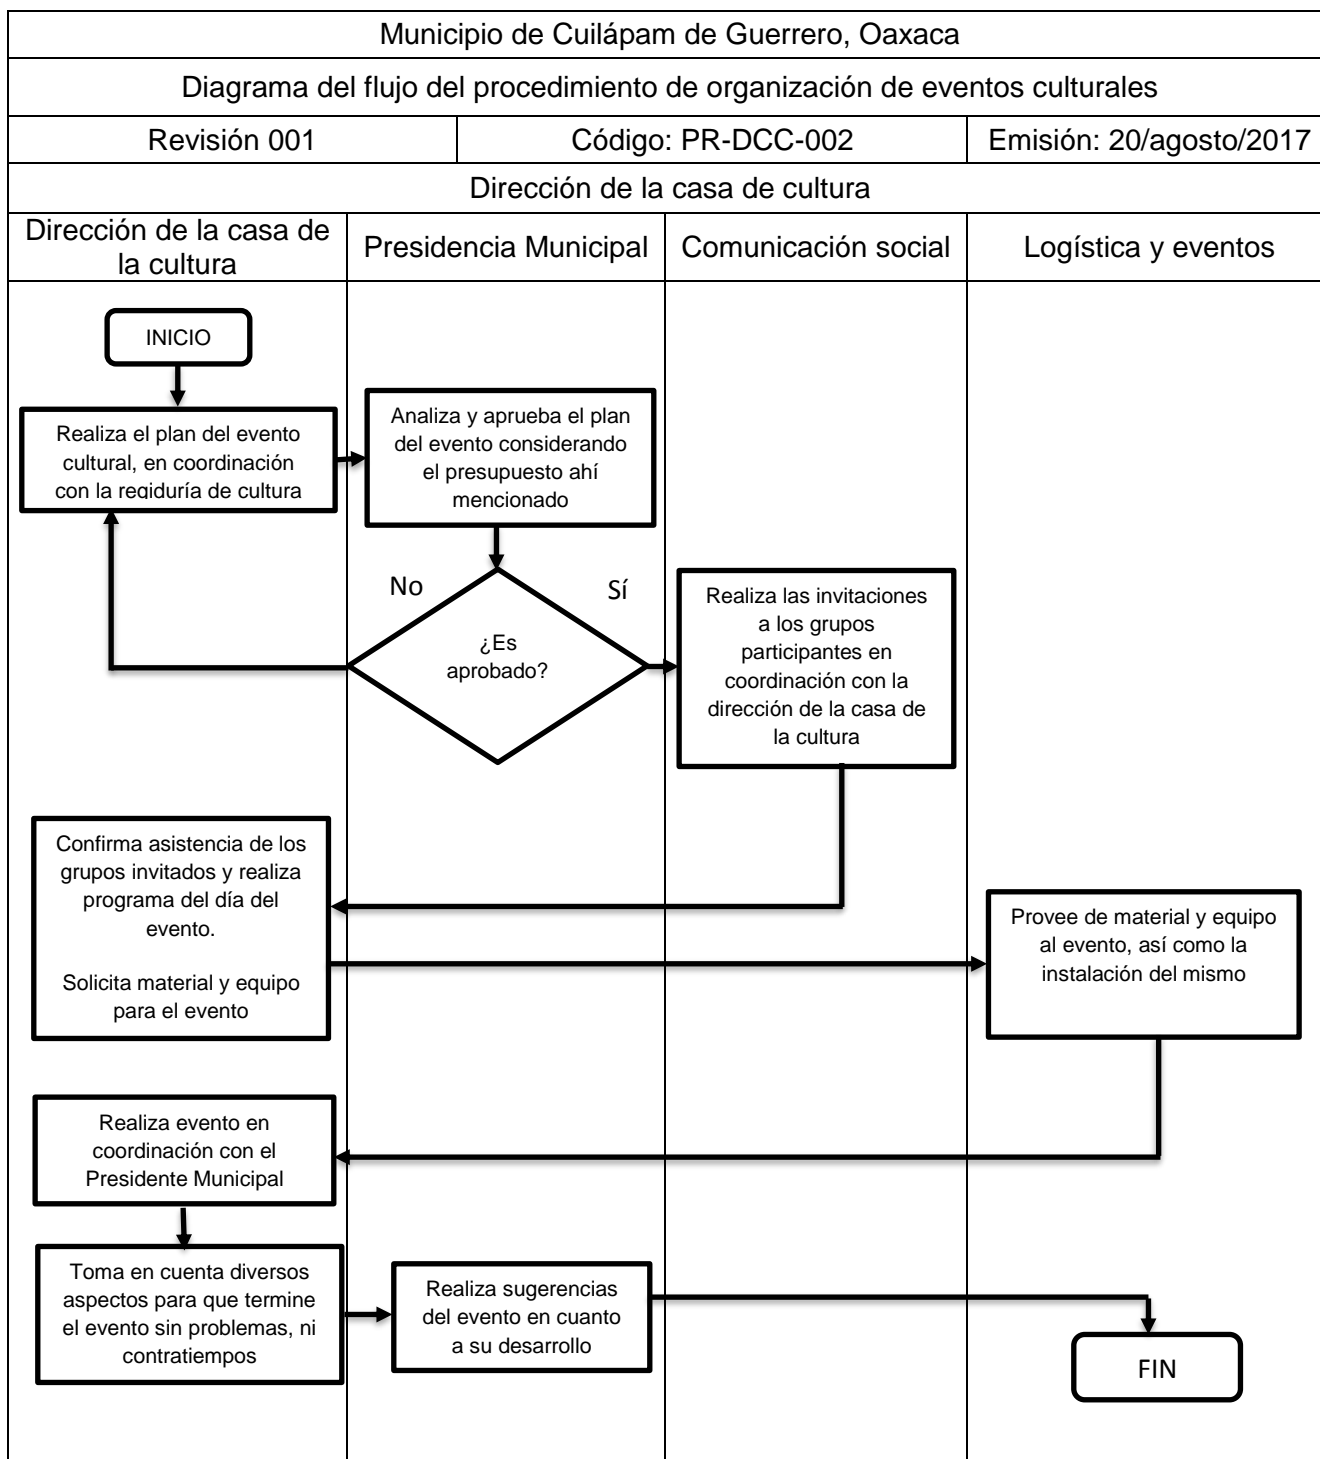 Municipio de Cuilápam de Guerrero, Oaxaca
Diagrama del flujo del procedimiento de organización de eventos culturales
Revisión 001
Código: PR-DCC-002
Emisión: 20/agosto/2017
Dirección de la casa de cultura
Dirección de la casa de
la cultura
Presidencia Municipal
Comunicación social
Logística y eventos
INICIO
Realiza el plan del evento
cultural, en coordinación
con la regiduría de cultura
Analiza y aprueba el plan
del evento considerando
el presupuesto ahí
mencionado
No
Sí
¿Es
aprobado?
Realiza las invitaciones
a los grupos
participantes en
coordinación con la
dirección de la casa de
la cultura
Confirma asistencia de los
grupos invitados y realiza
programa del día del
evento.
Solicita material y equipo
para el evento
Provee de material y equipo
al evento, así como la
instalación del mismo
Realiza evento en
coordinación con el
Presidente Municipal
Toma en cuenta diversos
aspectos para que termine
el evento sin problemas, ni
contratiempos
Realiza sugerencias
del evento en cuanto
a su desarrollo
FIN